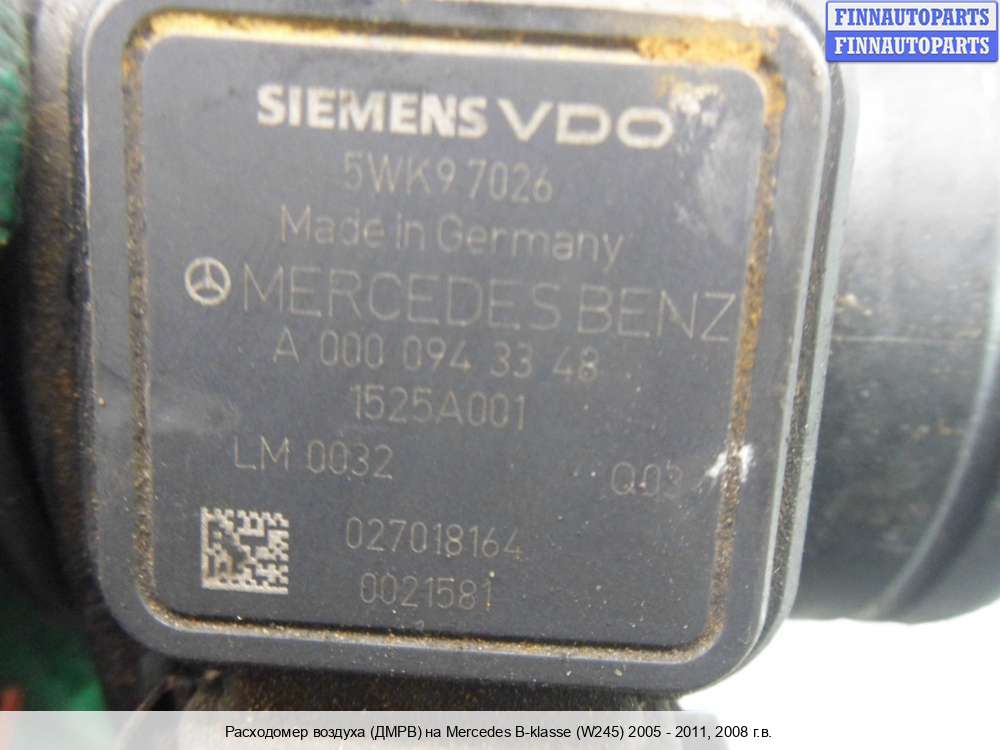 FINNAUTOPARTS
FINNAUTOPARTS
SIEMENS VDO
5WK9 7026
Made in Germany
MERCEDES BENZ
A 000 094 33 48
1525A001
LM 0032
Q03
027018164
0021581
Расходомер воздуха (ДМРВ) на Mercedes B-klasse (W245) 2005 - 2011, 2008 г.в.